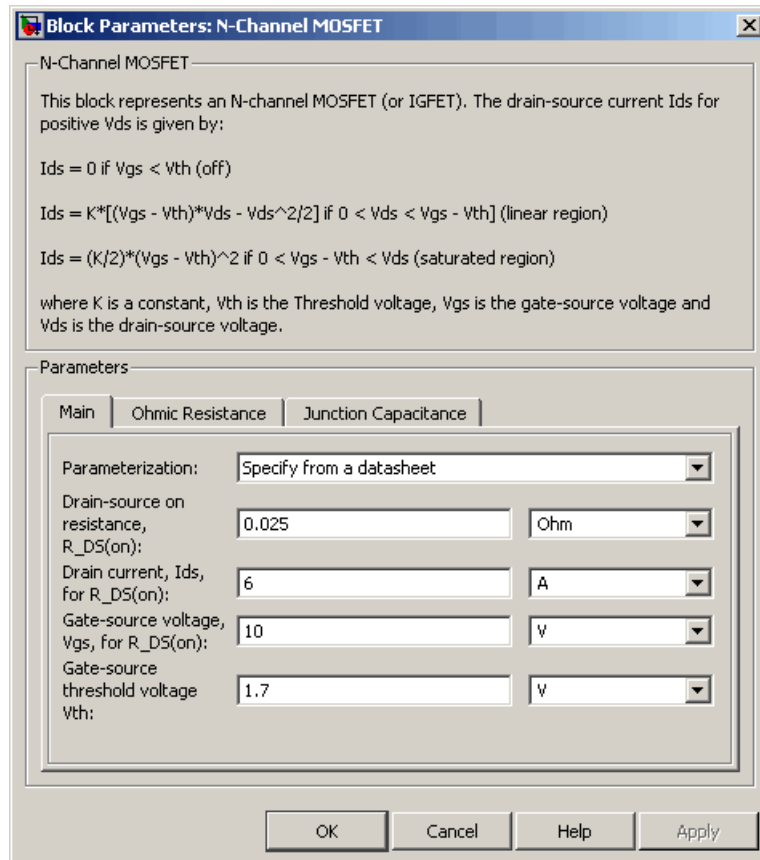 Block Parameters: N-Channel MOSFET
N-Channel MOSFET
This block represents an N-channel MOSFET (or IGFET). The drain-source current Ids for
positive Vds is given by:
Ids = 0 if Vgs < Vth (off)
Ids = K*[(Vgs - Vth)*Vds - Vds^2/2] if 0 < Vds < Vgs - Vth] (linear region)
Ids = (K/2)*(Vgs - Vth)^2 if 0 < Vgs - Vth < Vds (saturated region)
where K is a constant, Vth is the Threshold voltage, Vgs is the gate-source voltage and
Vds is the drain-source voltage.
Parameters
Main Ohmic Resistance Junction Capacitance
Parameterization: Specify from a datasheet
Drain-source on
resistance,
R_DS(on): 0.025 Ohm
Drain current, Ids,
for R_DS(on): 6 A
Gate-source voltage,
Vgs, for R_DS(on): 10 V
Gate-source
threshold voltage
Vth: 1.7 V
OK Cancel Help Apply